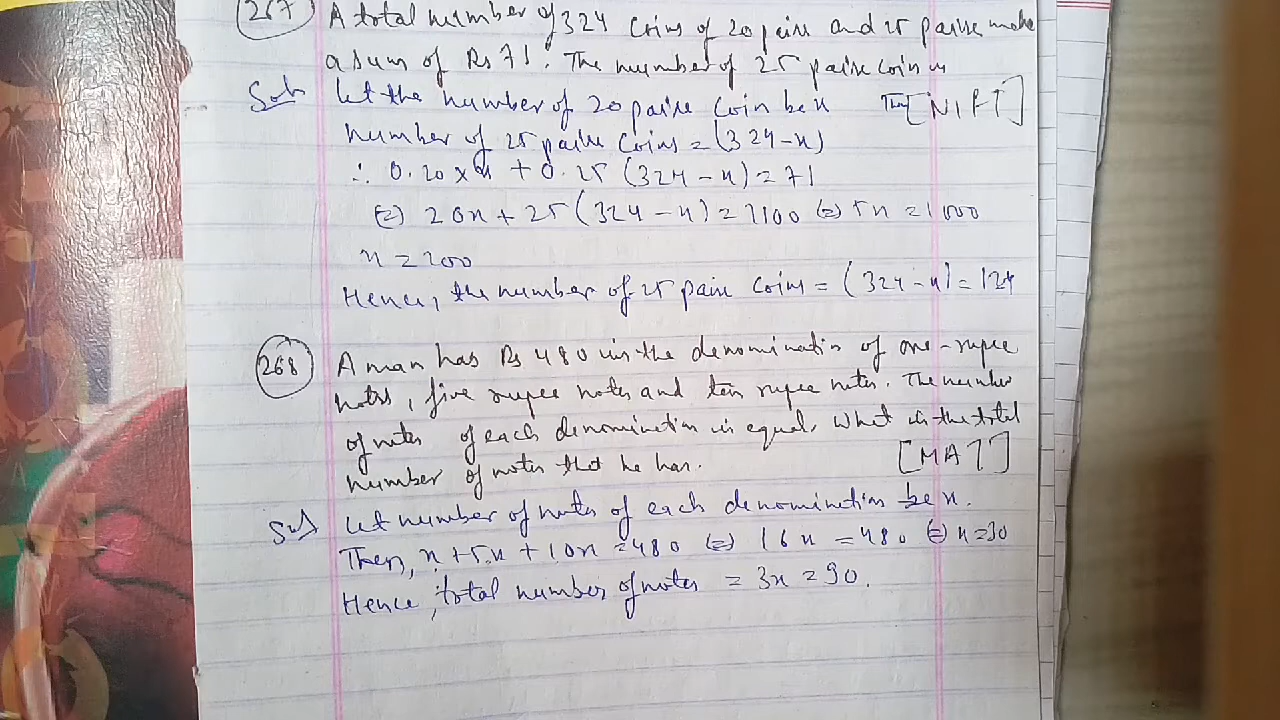 267 A total number of 324 coins of 20 paise and 25 paise make
a sum of Rs 71. The number of 25 paise coin is
Soln let the number of 20 paise coin be x [NIFT]
number of 25 paise coins = (324-x)
∴ 0.20 × x + 0.25 (324-x) = 71
(=) 20x + 25 (324-x) = 7100 (=) 5x = 1000
x = 200
Hence, the number of 25 paise coins = (324-x) = 124
268 A man has Rs 480 in the denomination of one-rupee
notes, five rupee notes and ten rupee notes. The number
of notes of each denomination is equal. What is the total
number of notes that he has. [MAT]
Sol let number of notes of each denomination be x.
Then, x + 5x + 10x = 480 (=) 16x = 480 (=) x = 30
Hence, total number of notes = 3x = 90.